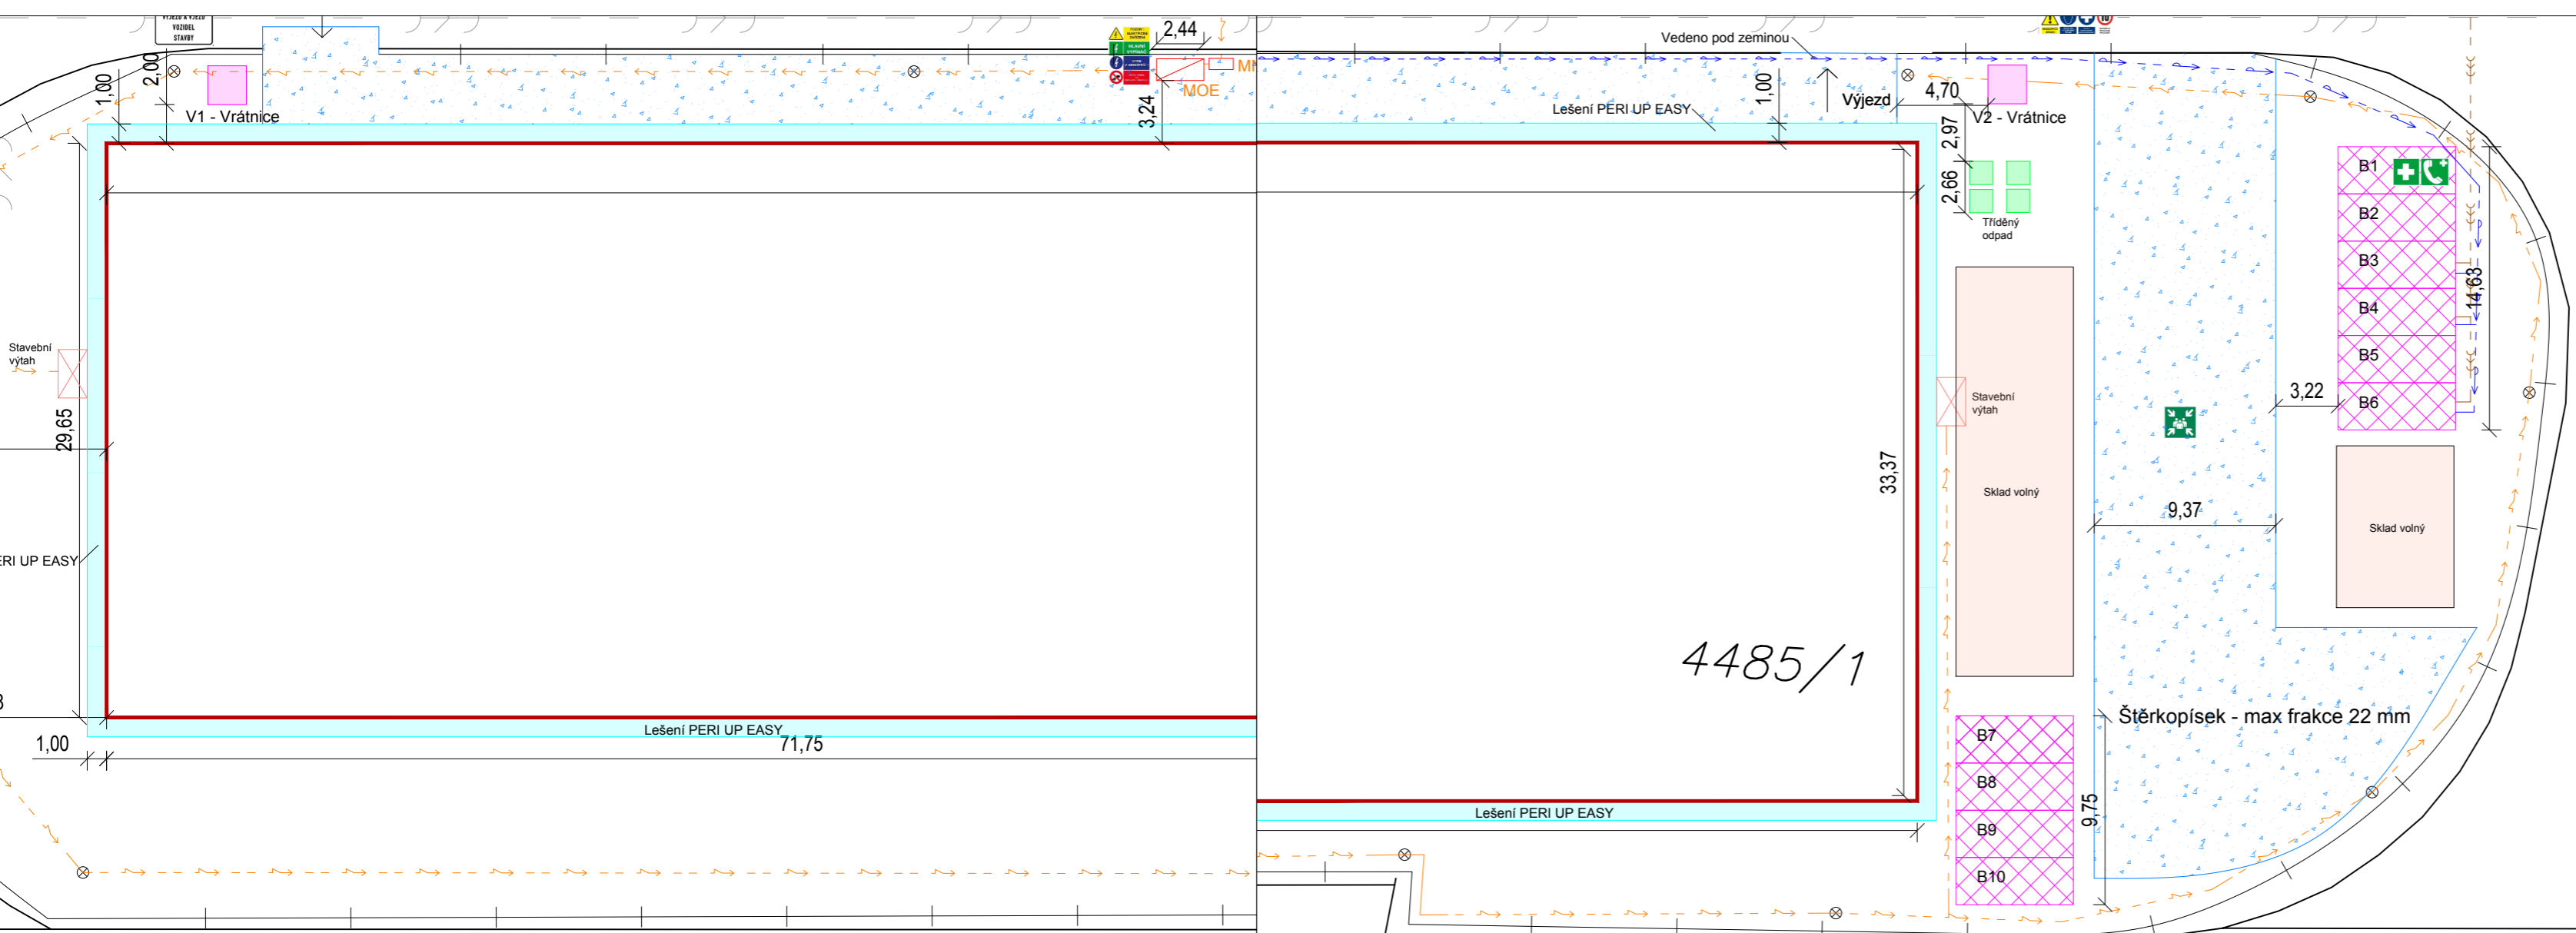 VÝJEZD A VJEZD
VOZIDEL
STAVBY
2,44
Vedeno pod zeminou
1,00
2,00
MOE
3,24
V1 - Vrátnice
Lešení PERI UP EASY
1,00
Výjezd
4,70
V2 - Vrátnice
2,97
2,66
Tříděný
odpad
B1
B2
B3
B4
B5
B6
14,63
3,22
Stavební
výtah
29,65
ERI UP EASY
Stavební
výtah
33,37
Sklad volný
9,37
Sklad volný
4485/1
Štěrkopísek - max frakce 22 mm
Lešení PERI UP EASY
1,00
71,75
Lešení PERI UP EASY
B7
B8
B9
B10
9,75